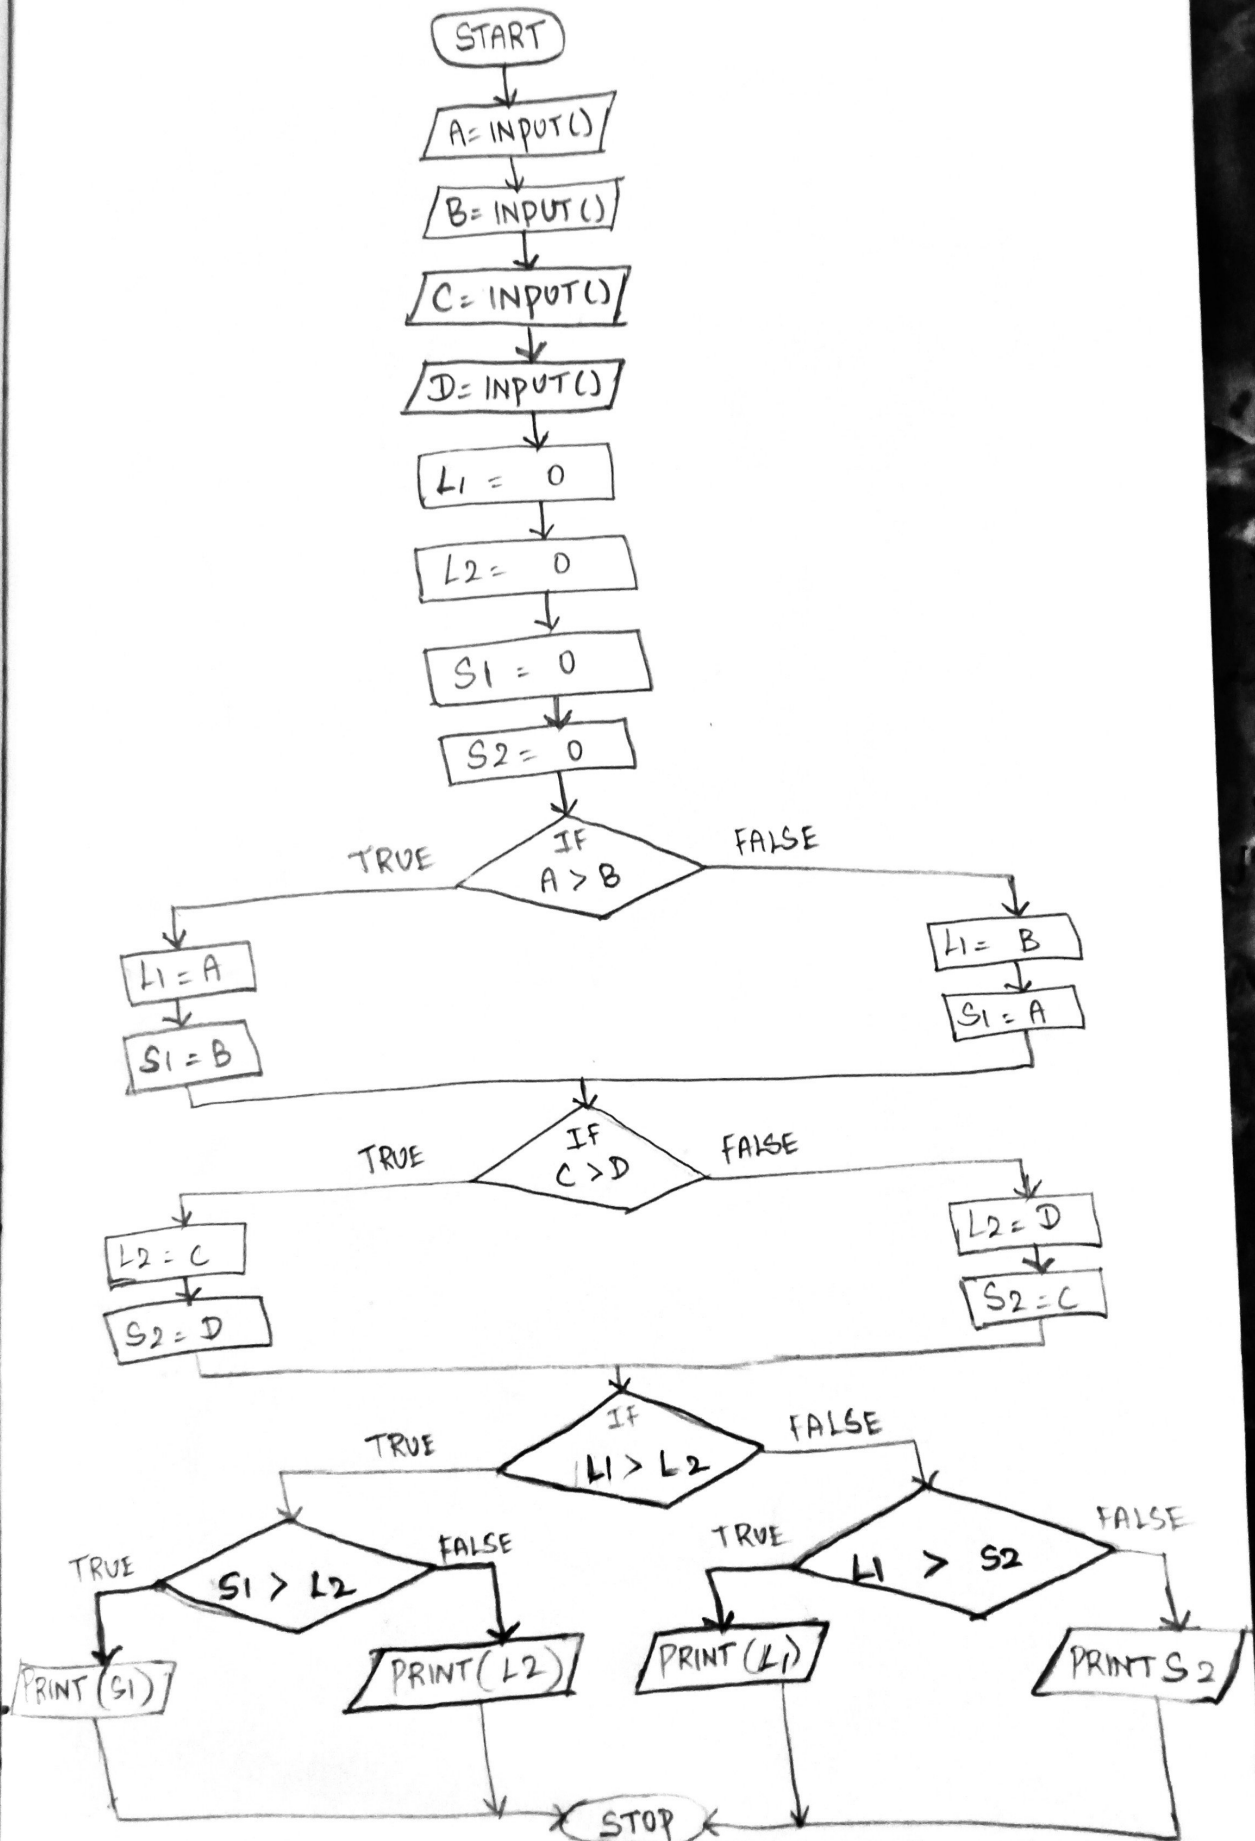 START
A= INPUT()
B= INPUT()
C= INPUT()
D= INPUT()
L1 = 0
L2 = 0
S1 = 0
S2 = 0
IF
A > B
TRUE
FALSE
L1 = A
S1 = B
L1 = B
S1 = A
IF
C > D
TRUE
FALSE
L2 = C
S2 = D
L2 = D
S2 = C
IF
L1 > L2
TRUE
FALSE
S1 > L2
TRUE
FALSE
L1 > S2
TRUE
FALSE
PRINT (S1)
PRINT (L2)
PRINT (L1)
PRINT S2
STOP